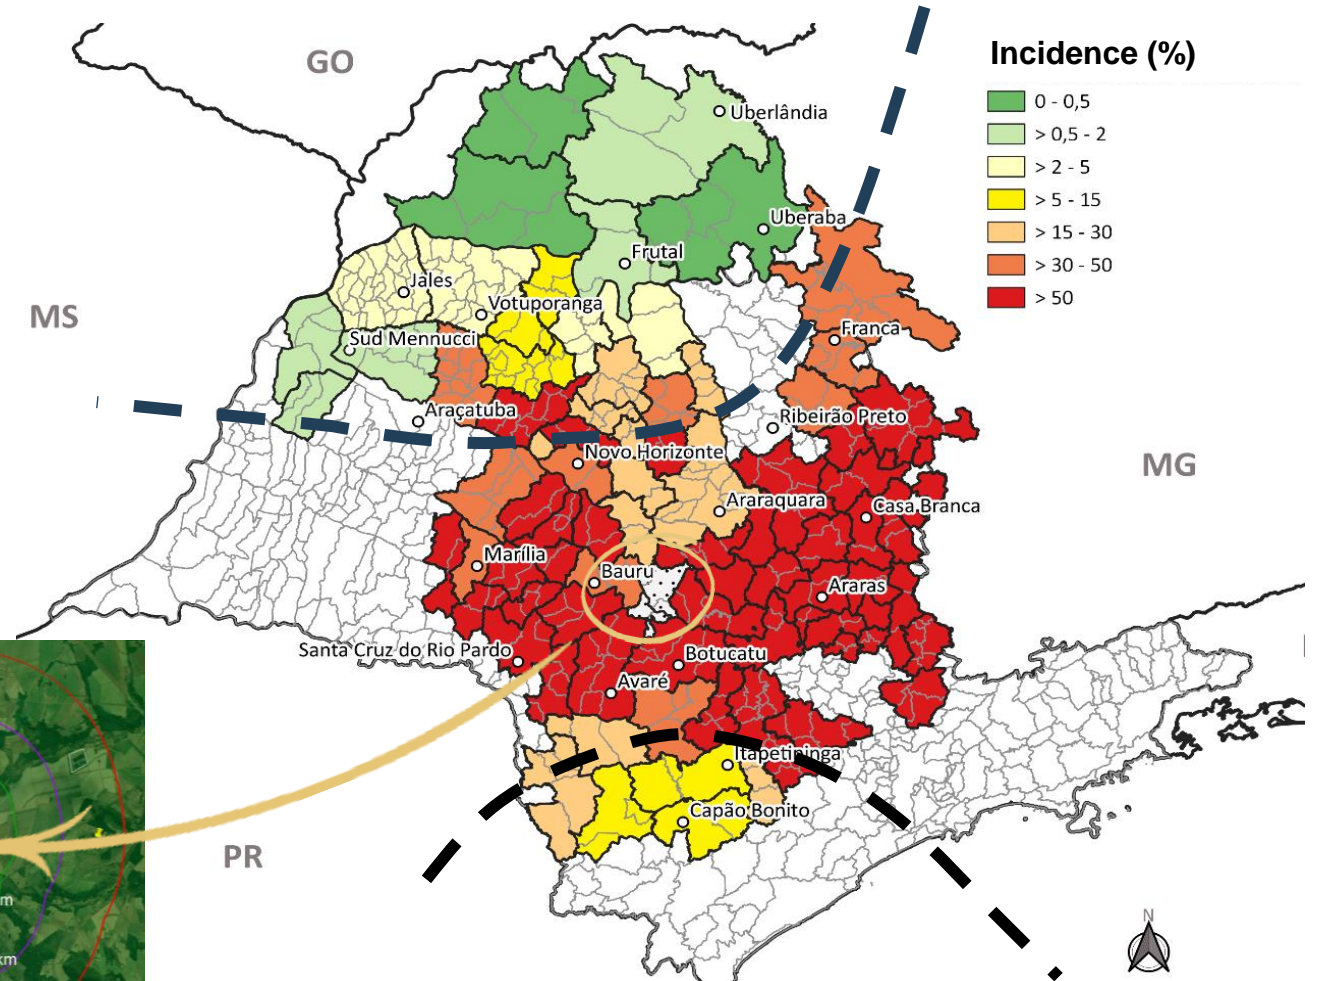 GO
Incidence (%)
0 - 0,5
> 0,5 - 2
> 2 - 5
> 5 - 15
> 15 - 30
> 30 - 50
> 50
Uberlândia
Uberaba
Frutal
Jales
Votuporanga
MS
Franca
Sud Mennucci
Araçatuba
Ribeirão Preto
Novo Horizonte
MG
Araraquara
Casa Branca
Marília
Bauru
Araras
Santa Cruz do Rio Pardo
Botucatu
Avaré
Itapetininga
Capão Bonito
PR
m
km
N